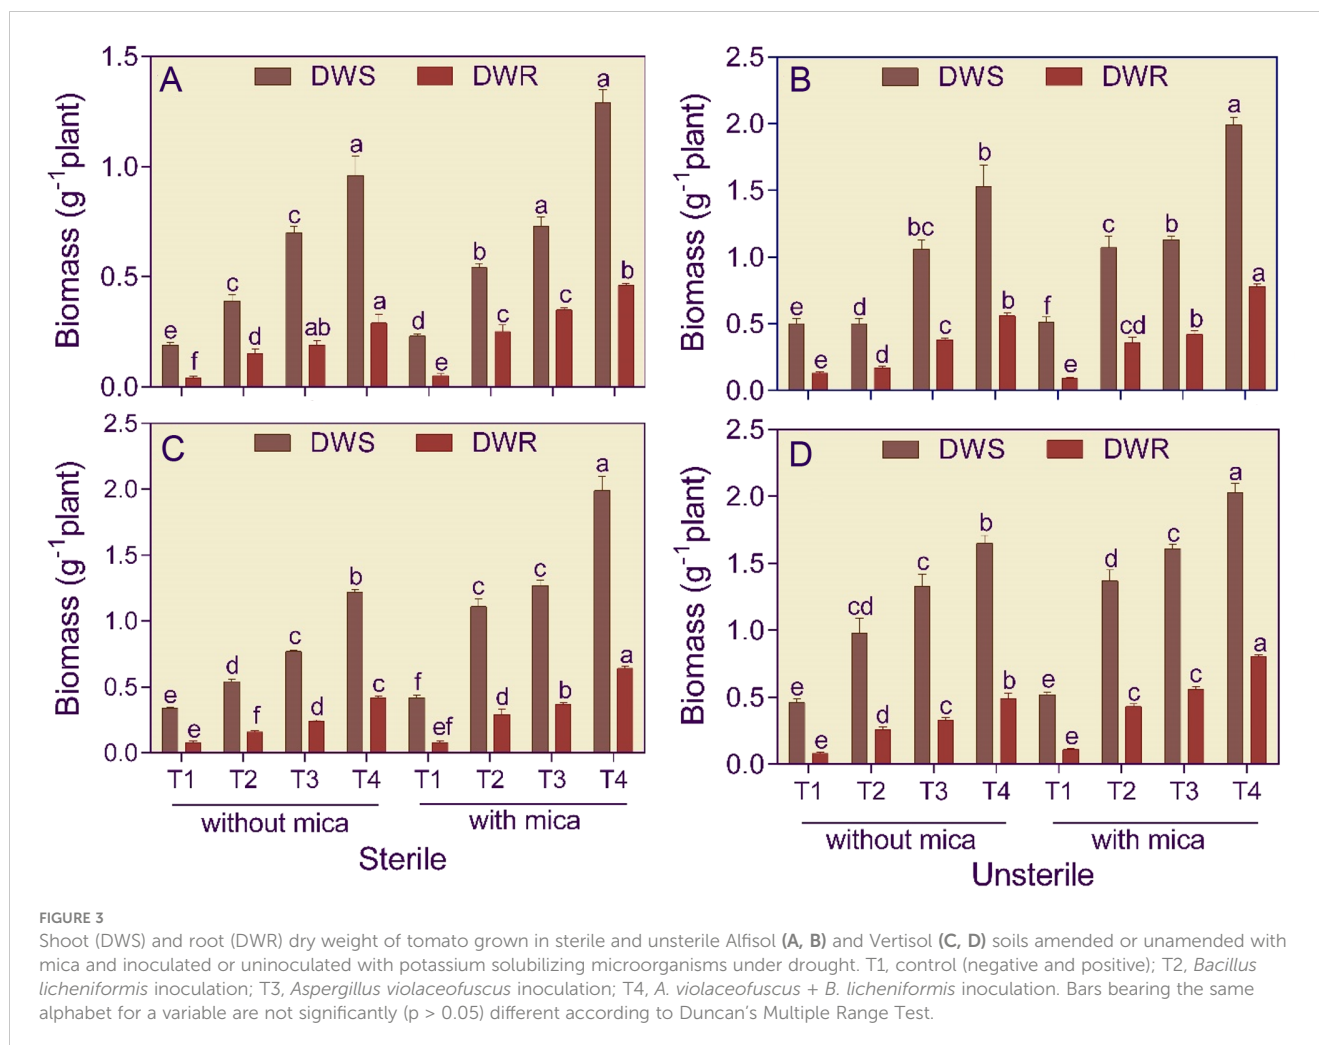 A DWS DWR
Biomass (g⁻¹plant)
1.5
1.0
0.5
0.0
e f c d c ab a a d e b c a c a b
B DWS DWR
Biomass (g⁻¹plant)
2.5
2.0
1.5
1.0
0.5
0.0
e e d d bc c b b f e c cd b b a a
C DWS DWR
Biomass (g⁻¹plant)
2.5
2.0
1.5
1.0
0.5
0.0
e e d f c d b c f ef c d c b a a
T1 T2 T3 T4 T1 T2 T3 T4
without mica with mica
Sterile
D DWS DWR
Biomass (g⁻¹plant)
2.5
2.0
1.5
1.0
0.5
0.0
e e cd d c c b c e e d c c c a a
T1 T2 T3 T4 T1 T2 T3 T4
without mica with mica
Unsterile
FIGURE 3
Shoot (DWS) and root (DWR) dry weight of tomato grown in sterile and unsterile Alfisol (A, B) and Vertisol (C, D) soils amended or unamended with
mica and inoculated or uninoculated with potassium solubilizing microorganisms under drought. T1, control (negative and positive); T2, Bacillus
licheniformis inoculation; T3, Aspergillus violaceofuscus inoculation; T4, A. violaceofuscus + B. licheniformis inoculation. Bars bearing the same
alphabet for a variable are not significantly (p > 0.05) different according to Duncan's Multiple Range Test.